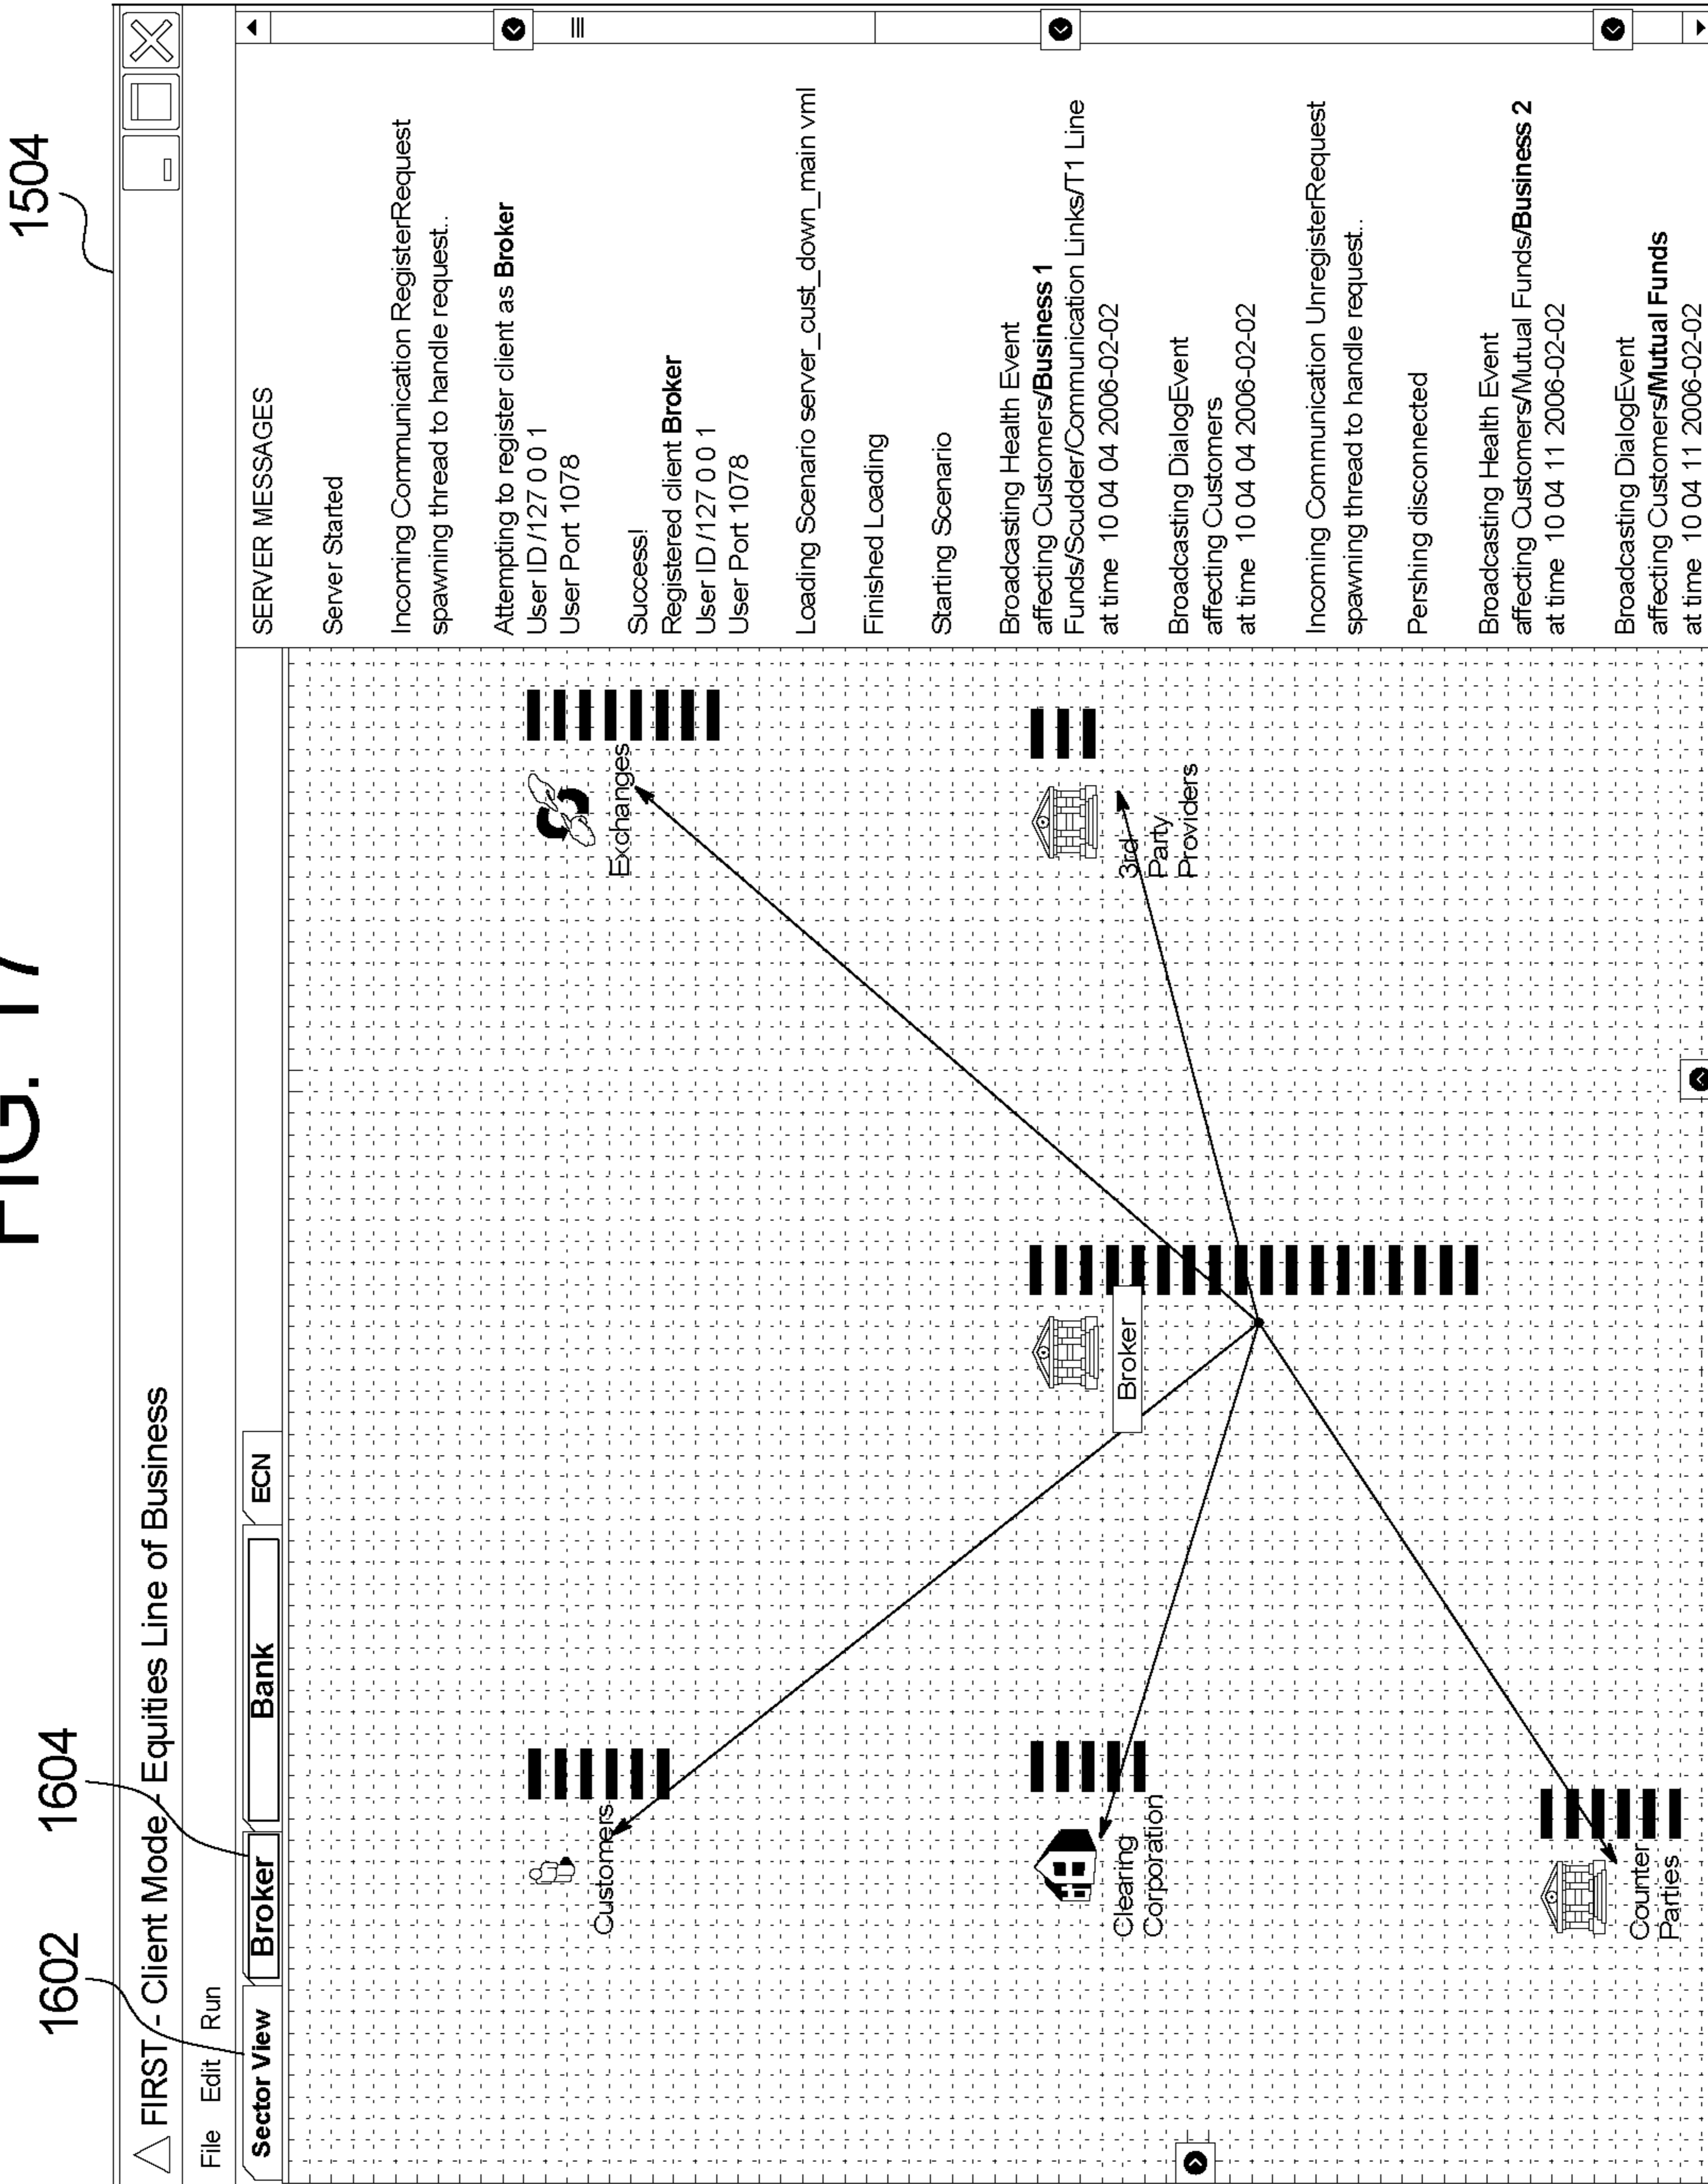 FIG. 17
1602
1604
1504
FIRST - Client Mode - Equities Line of Business
File Edit Run
Sector View
Broker
Bank
ECN
Customers
Exchanges
Clearing
Corporation
Broker
3rd
Party
Providers
Counter
Parties
SERVER MESSAGES
Server Started
Incoming Communication RegisterRequest
spawning thread to handle request..
Attempting to register client as Broker
User ID /127 0 0 1
User Port 1078
Success!
Registered client Broker
User ID /127 0 0 1
User Port 1078
Loading Scenario server_cust_down_main vml
Finished Loading
Starting Scenario
Broadcasting Health Event
affecting Customers/Business 1
Funds/Scudder/Communication Links/T1 Line
at time 10 04 04 2006-02-02
Broadcasting DialogEvent
affecting Customers
at time 10 04 04 2006-02-02
Incoming Communication UnregisterRequest
spawning thread to handle request..
Pershing disconnected
Broadcasting Health Event
affecting Customers/Mutual Funds/Business 2
at time 10 04 11 2006-02-02
Broadcasting DialogEvent
affecting Customers/Mutual Funds
at time 10 04 11 2006-02-02